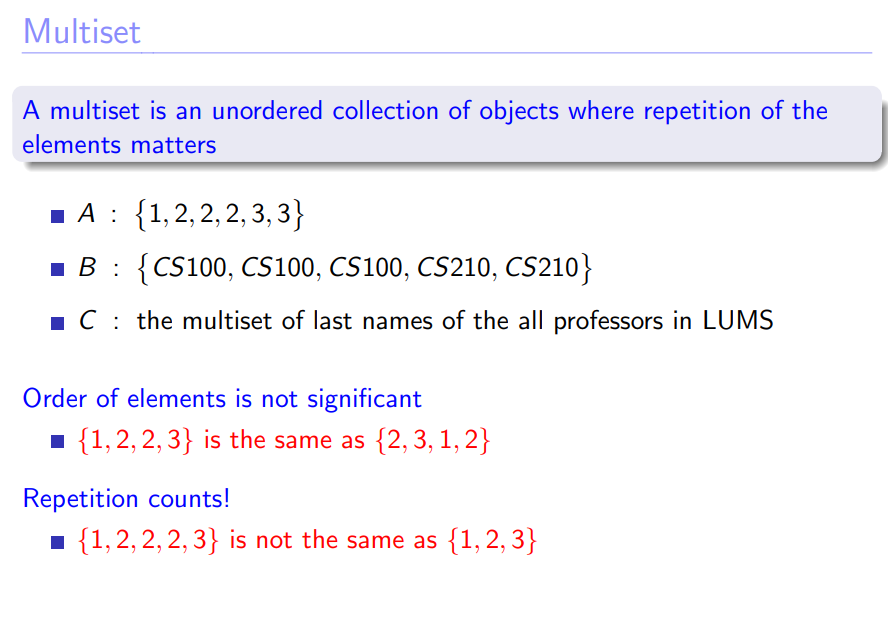 Multiset
A multiset is an unordered collection of objects where repetition of the
elements matters
A : {1, 2, 2, 2, 3, 3}
B : {CS100, CS100, CS100, CS210, CS210}
C : the multiset of last names of the all professors in LUMS
Order of elements is not significant
{1, 2, 2, 3} is the same as {2, 3, 1, 2}
Repetition counts!
{1, 2, 2, 2, 3} is not the same as {1, 2, 3}